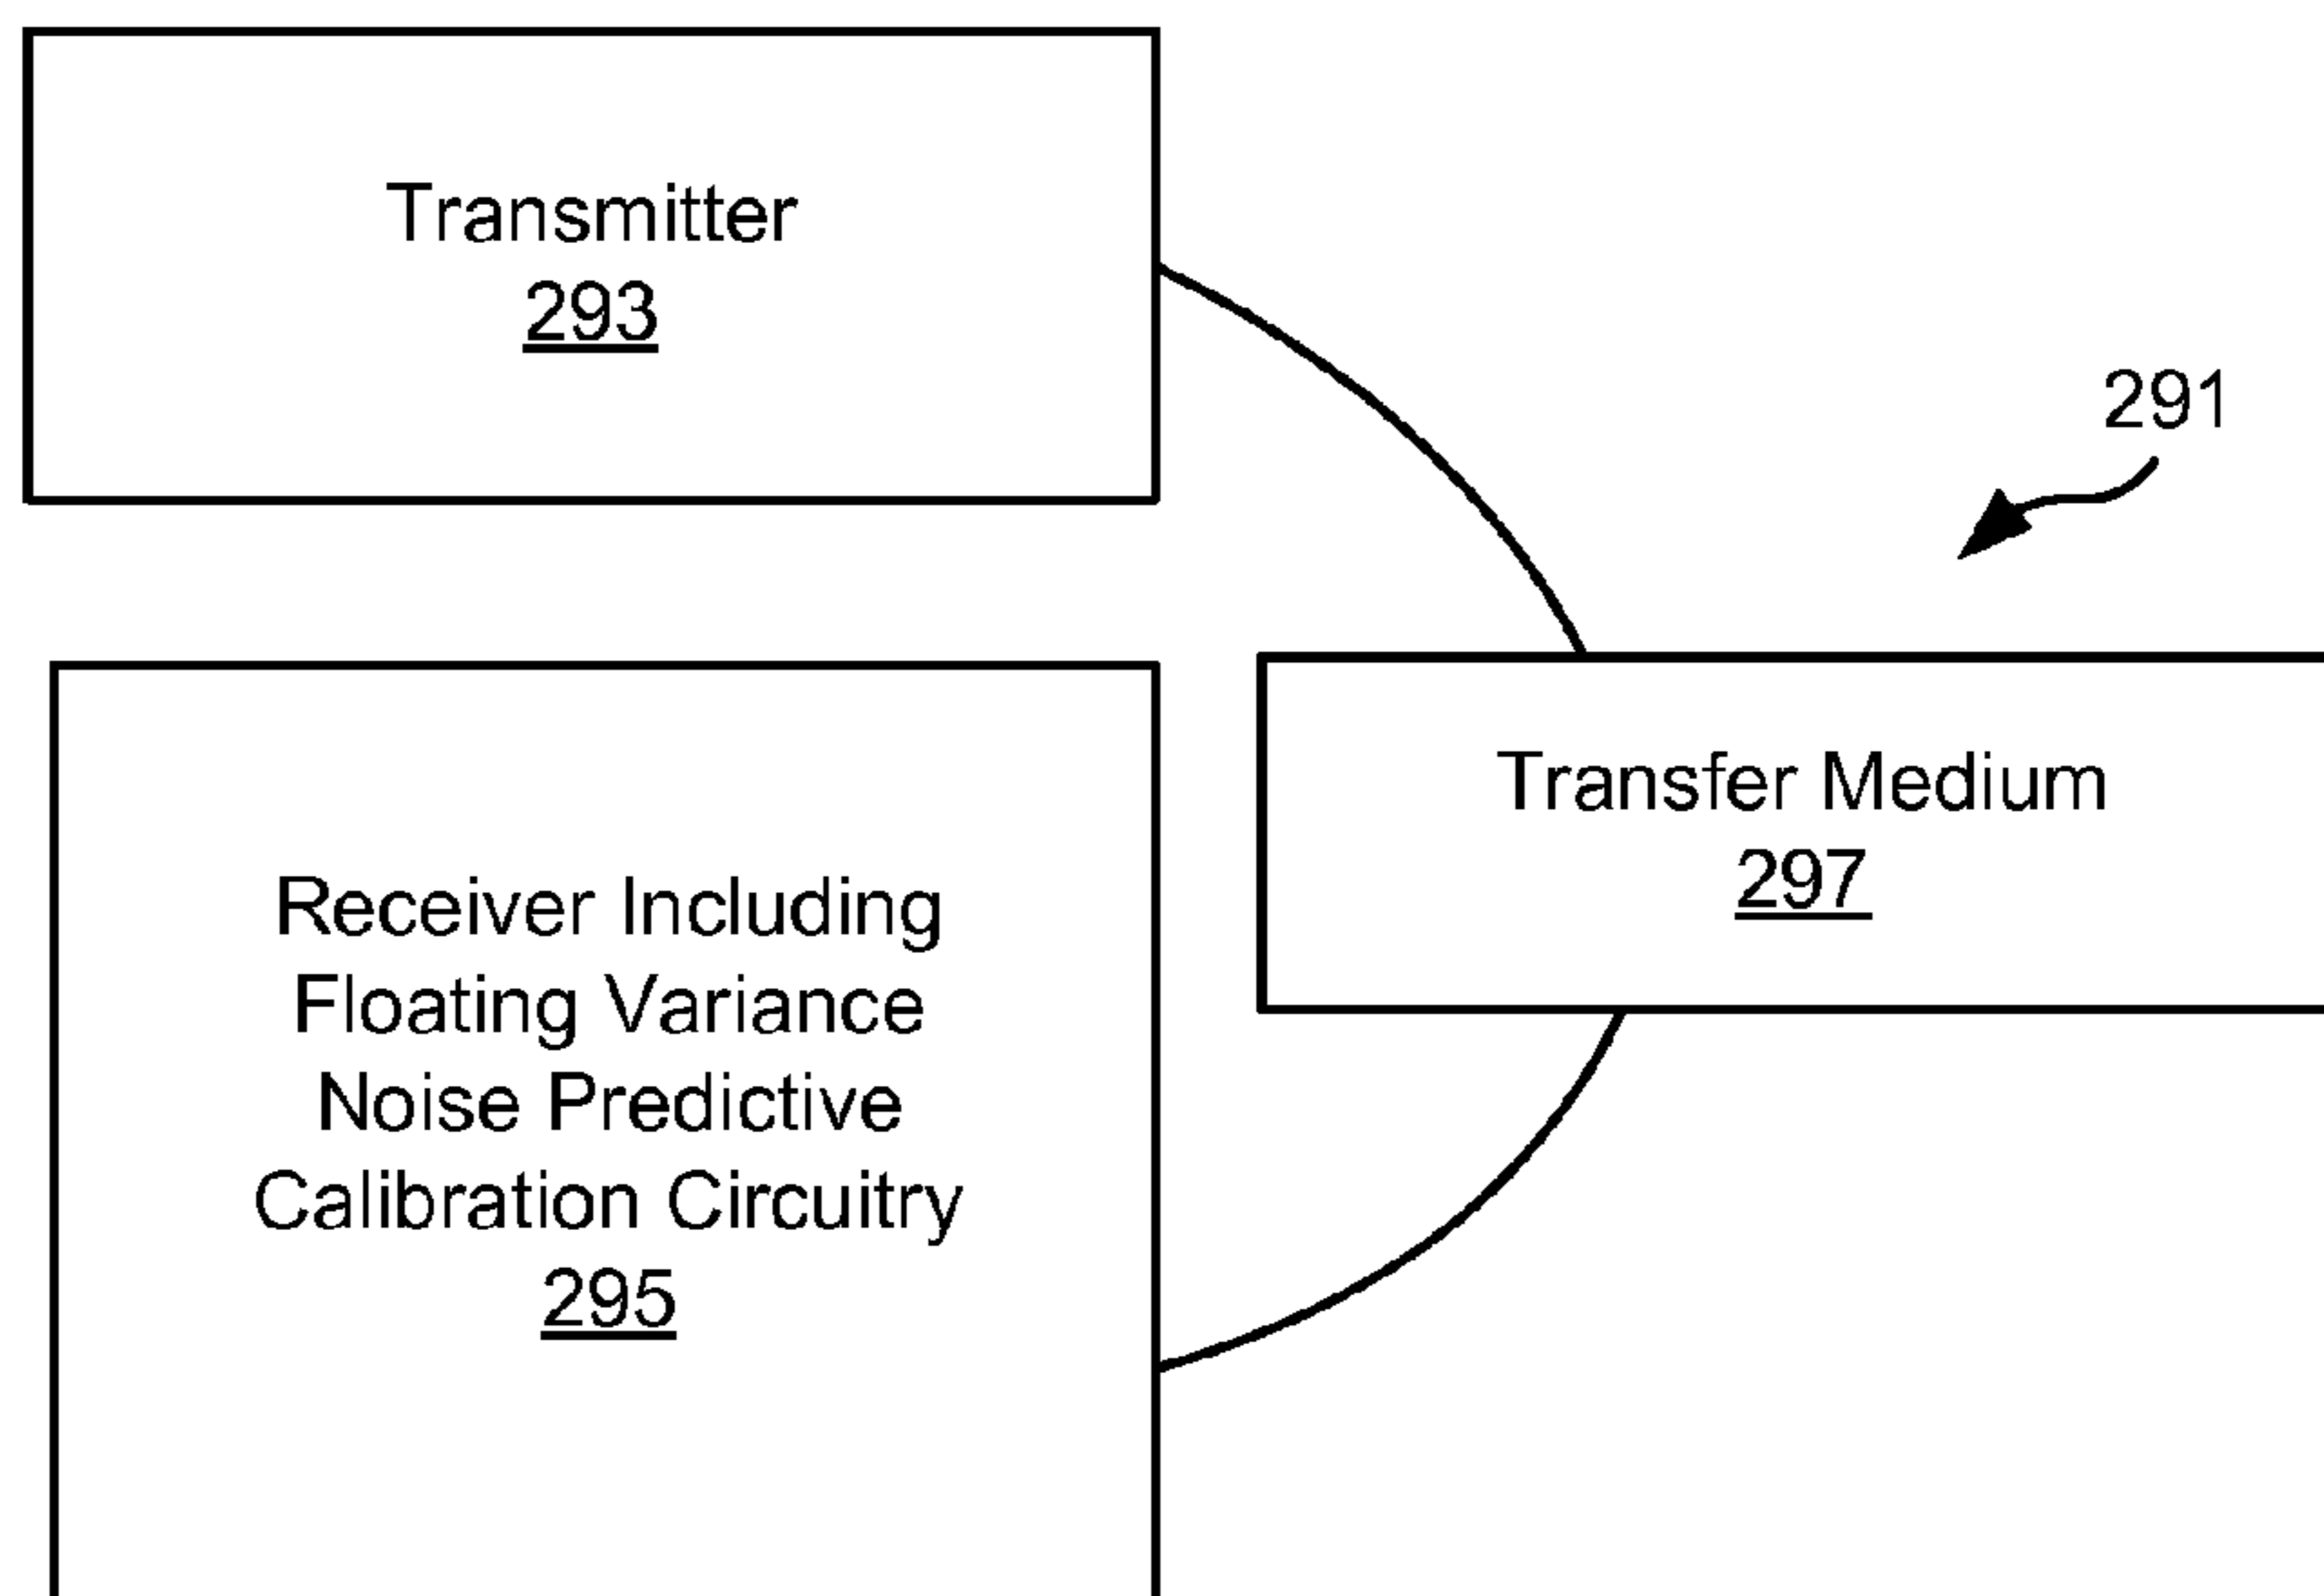 Transmitter
293
291
Transfer Medium
297
Receiver Including
Floating Variance
Noise Predictive
Calibration Circuitry
295